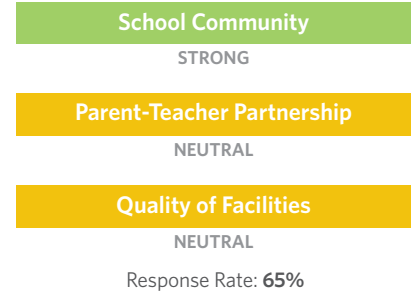 School Community
STRONG
Parent-Teacher Partnership
NEUTRAL
Quality of Facilities
NEUTRAL
Response Rate: 65%